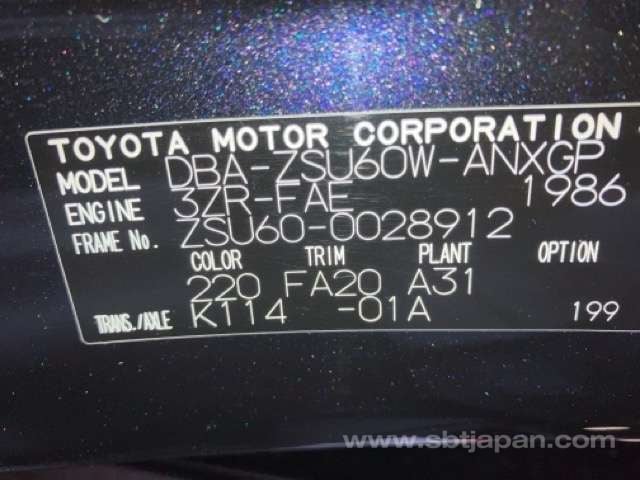 TOYOTA MOTOR CORPORATION
MODEL DBA-ZSU60W-ANXGP
ENGINE 3ZR-FAE 1986
FRAME No. ZSU60-0028912
COLOR TRIM PLANT OPTION
220 FA20 A31
TRANS./AXLE K114 -01A 199
www.sbtjapan.com